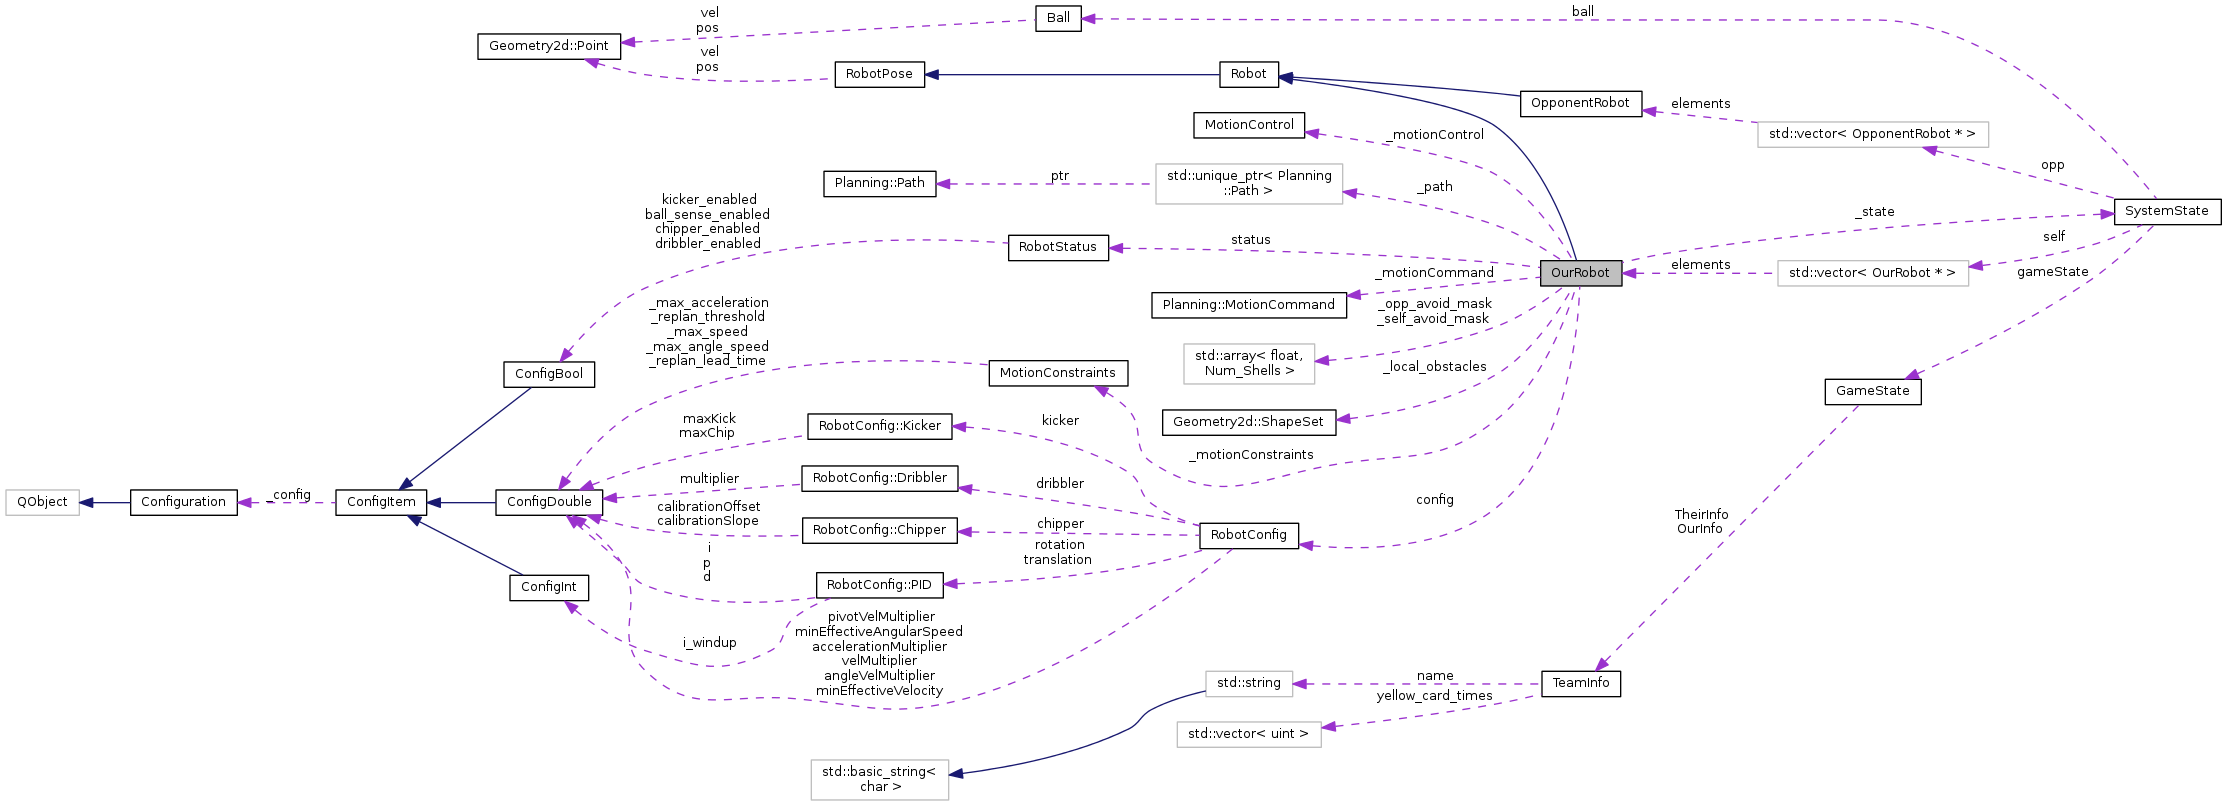 vel
pos
Ball
ball
Geometry2d::Point
vel
pos
RobotPose
Robot
OpponentRobot
elements
std::vector< OpponentRobot * >
MotionControl
_motionControl
opp
Planning::Path
ptr
std::unique_ptr< Planning
::Path >
_path
kicker_enabled
ball_sense_enabled
chipper_enabled
dribbler_enabled
RobotStatus
status
_state
SystemState
self
OurRobot
elements
std::vector< OurRobot * >
gameState
_motionCommand
Planning::MotionCommand
_opp_avoid_mask
_self_avoid_mask
_max_acceleration
_replan_threshold
_max_speed
_max_angle_speed
_replan_lead_time
std::array< float,
Num_Shells >
ConfigBool
MotionConstraints
_local_obstacles
GameState
maxKick
maxChip
RobotConfig::Kicker
kicker
Geometry2d::ShapeSet
_motionConstraints
multiplier
RobotConfig::Dribbler
dribbler
QObject
Configuration
_config
ConfigItem
ConfigDouble
config
calibrationOffset
calibrationSlope
RobotConfig::Chipper
chipper
RobotConfig
TheirInfo
OurInfo
i
p
d
rotation
translation
ConfigInt
RobotConfig::PID
i_windup
pivotVelMultiplier
minEffectiveAngularSpeed
accelerationMultiplier
velMultiplier
angleVelMultiplier
minEffectiveVelocity
std::string
name
TeamInfo
yellow_card_times
std::vector< uint >
std::basic_string<
char >